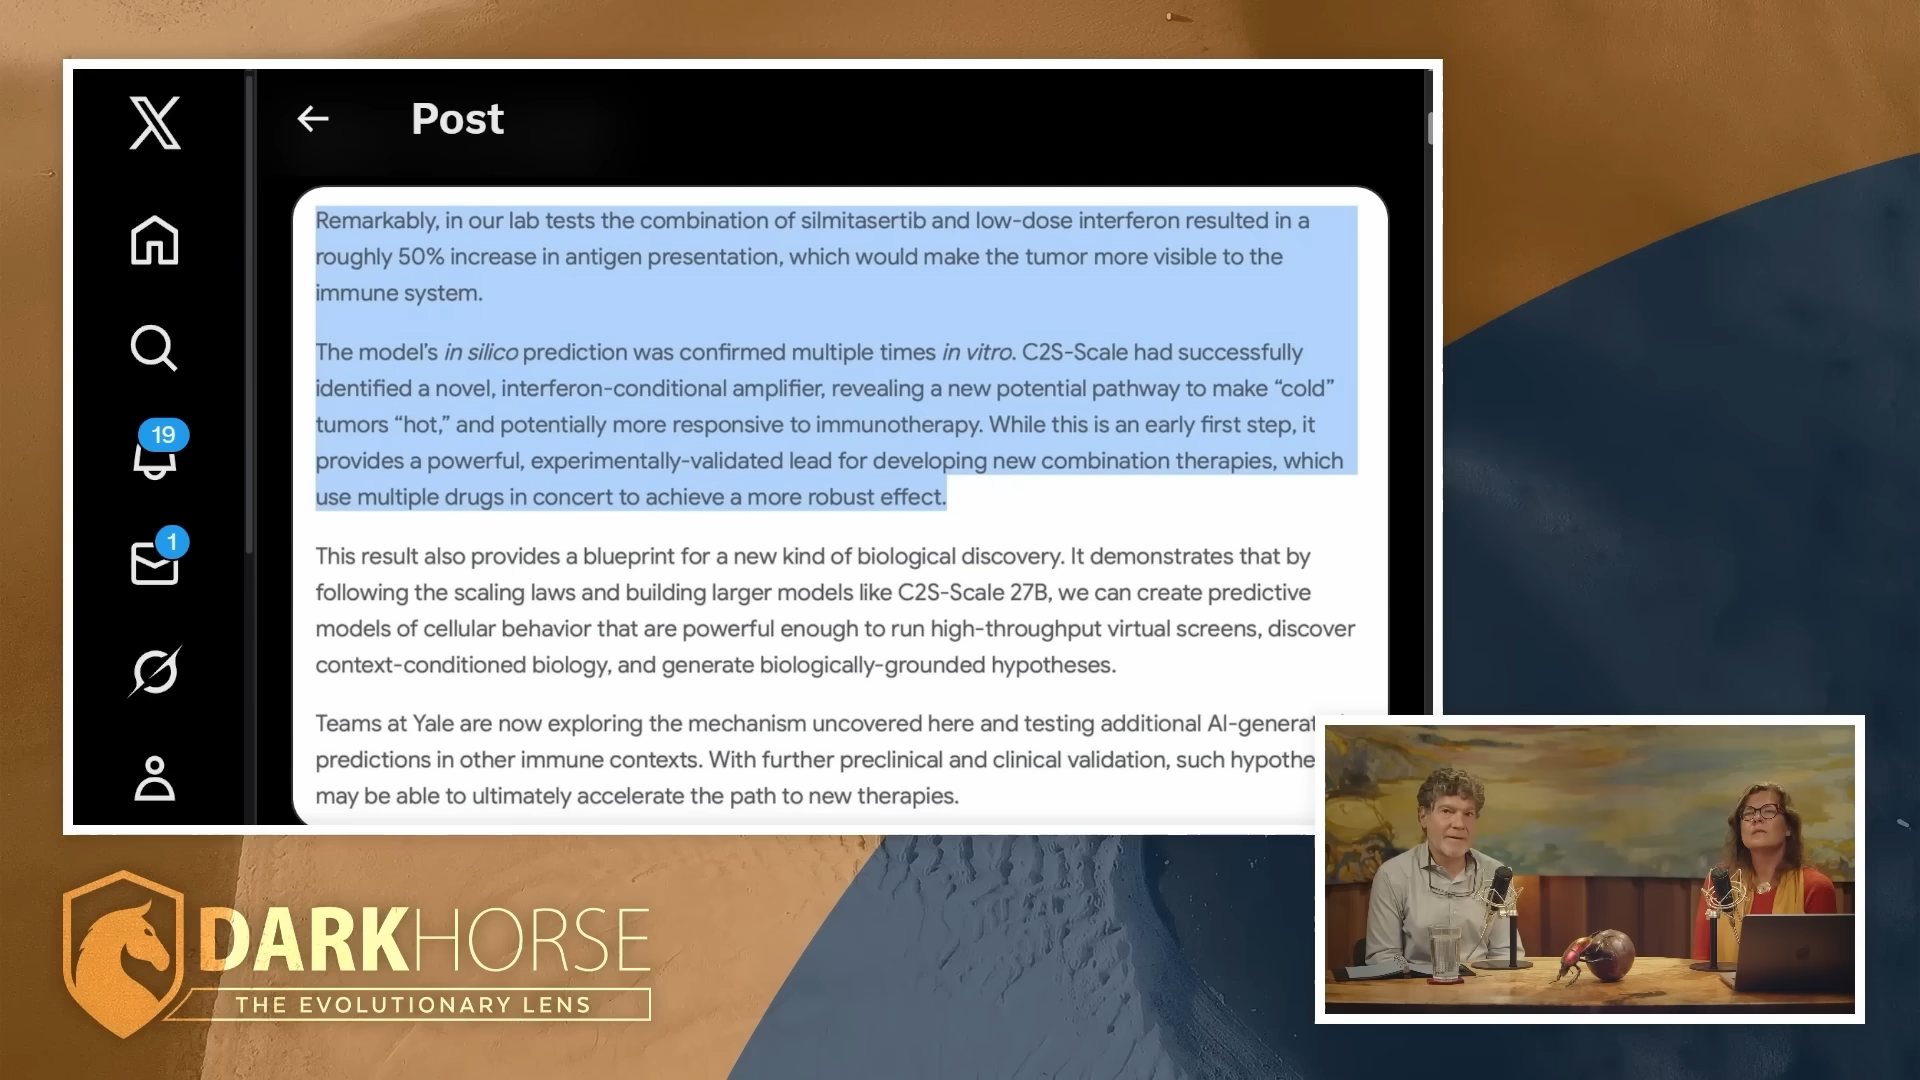 Post
Remarkably, in our lab tests the combination of silmitasertib and low-dose interferon resulted in a
roughly 50% increase in antigen presentation, which would make the tumor more visible to the
immune system.
The model’s in silico prediction was confirmed multiple times in vitro. C2S-Scale had successfully
identified a novel, interferon-conditional amplifier, revealing a new potential pathway to make “cold”
tumors “hot,” and potentially more responsive to immunotherapy. While this is an early first step, it
provides a powerful, experimentally-validated lead for developing new combination therapies, which
use multiple drugs in concert to achieve a more robust effect.
This result also provides a blueprint for a new kind of biological discovery. It demonstrates that by
following the scaling laws and building larger models like C2S-Scale 27B, we can create predictive
models of cellular behavior that are powerful enough to run high-throughput virtual screens, discover
context-conditioned biology, and generate biologically-grounded hypotheses.
Teams at Yale are now exploring the mechanism uncovered here and testing additional AI-generat
predictions in other immune contexts. With further preclinical and clinical validation, such hypothe
may be able to ultimately accelerate the path to new therapies.
19
1
DARKHORSE
THE EVOLUTIONARY LENS